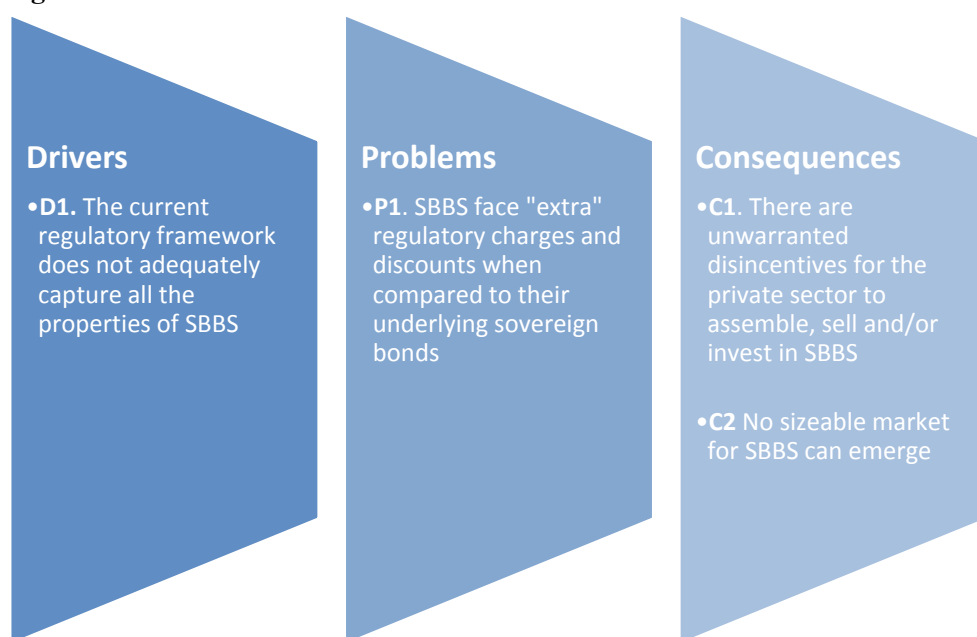 Drivers
•D1. The current
regulatory framework
does not adequately
capture all the
properties of SBBS
Problems
•P1. SBBS face "extra"
regulatory charges and
discounts when
compared to their
underlying sovereign
bonds
Consequences
•C1. There are
unwarranted
disincentives for the
private sector to
assemble, sell and/or
invest in SBBS
•C2 No sizeable market
for SBBS can emerge